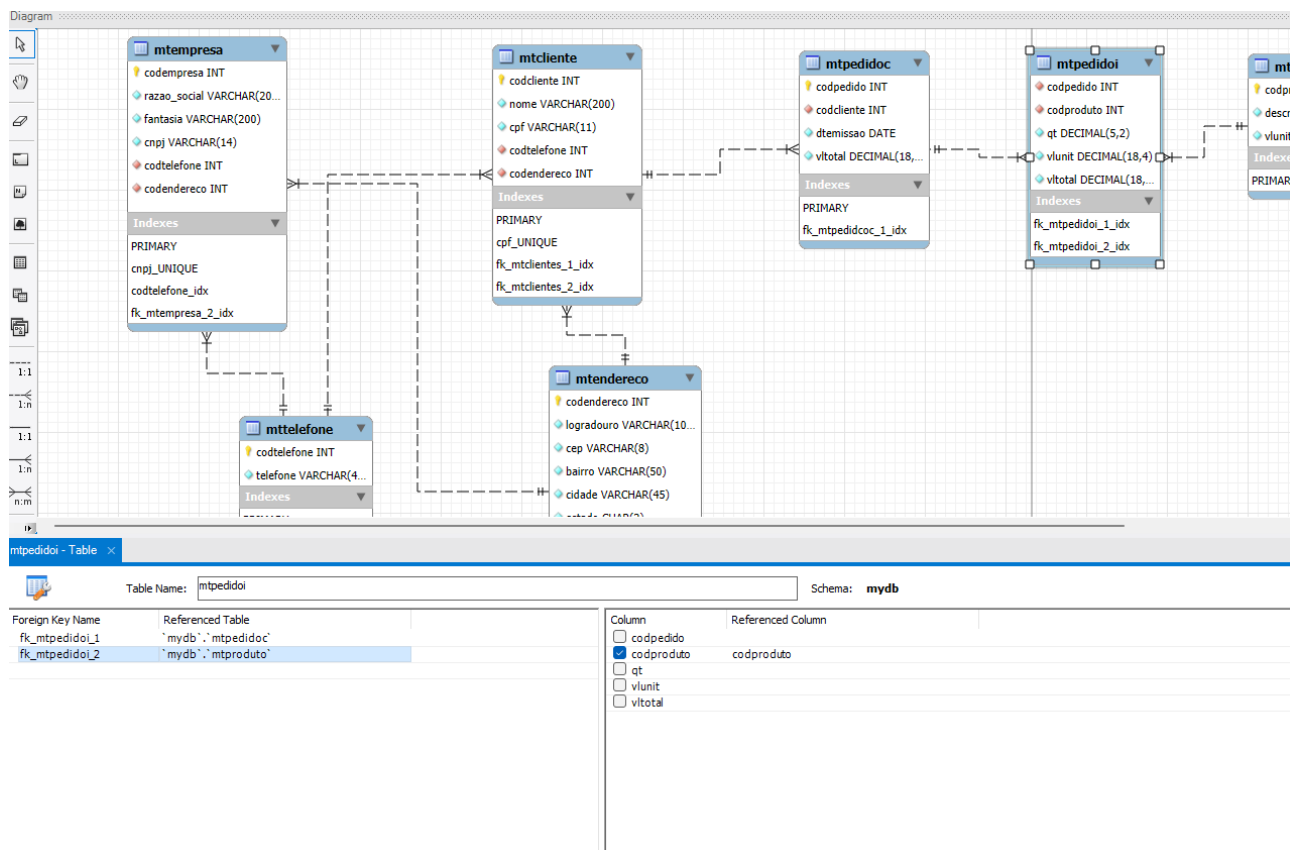 Diagram
mtempresa
codempresa INT
razao_social VARCHAR(20...
fantasia VARCHAR(200)
cnpj VARCHAR(14)
codtelefone INT
codendereco INT
Indexes
PRIMARY
cnpj_UNIQUE
codtelefone_idx
fk_mtempresa_2_idx
mtcliente
codcliente INT
nome VARCHAR(200)
cpf VARCHAR(11)
codtelefone INT
codendereco INT
Indexes
PRIMARY
cpf_UNIQUE
fk_mtclientes_1_idx
fk_mtclientes_2_idx
mtpedidoc
codpedido INT
codcliente INT
dtemissao DATE
vltotal DECIMAL(18,...
Indexes
PRIMARY
fk_mtpedidcoc_1_idx
mtpedidoi
codpedido INT
codproduto INT
qt DECIMAL(5,2)
vlunit DECIMAL(18,4)
vltotal DECIMAL(18,...
Indexes
fk_mtpedidoi_1_idx
fk_mtpedidoi_2_idx
mt
codpr
descr
vlunit
Indexe
PRIMAR
mttelefone
codtelefone INT
telefone VARCHAR(4...
Indexes
mtendereco
codendereco INT
logradouro VARCHAR(10...
cep VARCHAR(8)
bairro VARCHAR(50)
cidade VARCHAR(45)
1:1
1:n
1:1
1:n
n:m
mtpedidoi - Table
Table Name: mtpedidoi
Schema: mydb
Foreign Key Name Referenced Table
fk_mtpedidoi_1 `mydb`.`mtpedidoc`
fk_mtpedidoi_2 `mydb`.`mtproduto`
Column Referenced Column
codpedido
codproduto codproduto
qt
vlunit
vltotal